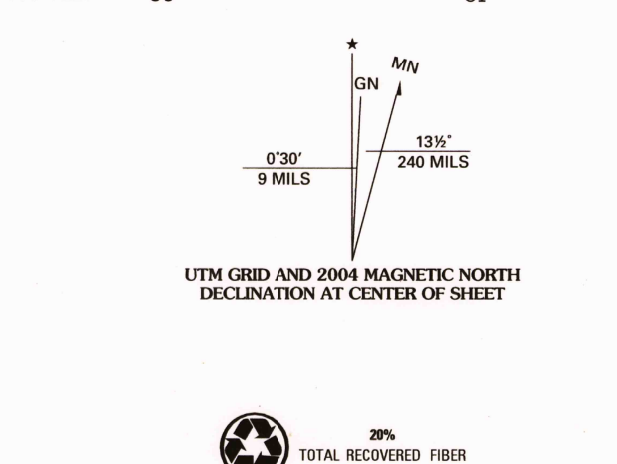 ★
MN
GN
13½°
240 MILS
0°30′
9 MILS
UTM GRID AND 2004 MAGNETIC NORTH
DECLINATION AT CENTER OF SHEET
20%
TOTAL RECOVERED FIBER